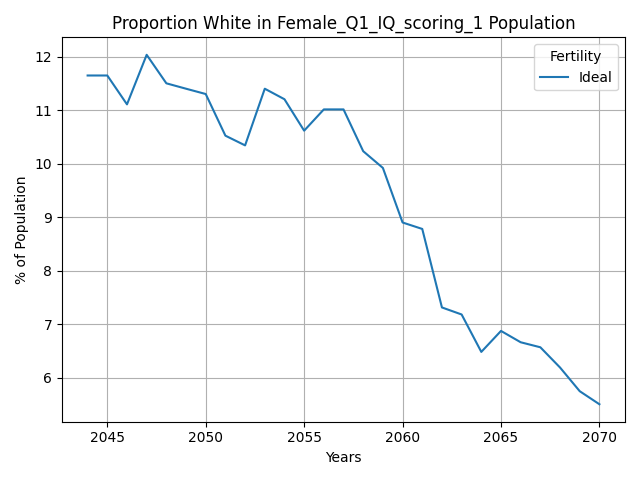 Proportion White in Female_Q1_IQ_scoring_1 Population
Fertility
Ideal
% of Population
12
11
10
9
8
7
6
2045 2050 2055 2060 2065 2070
Years